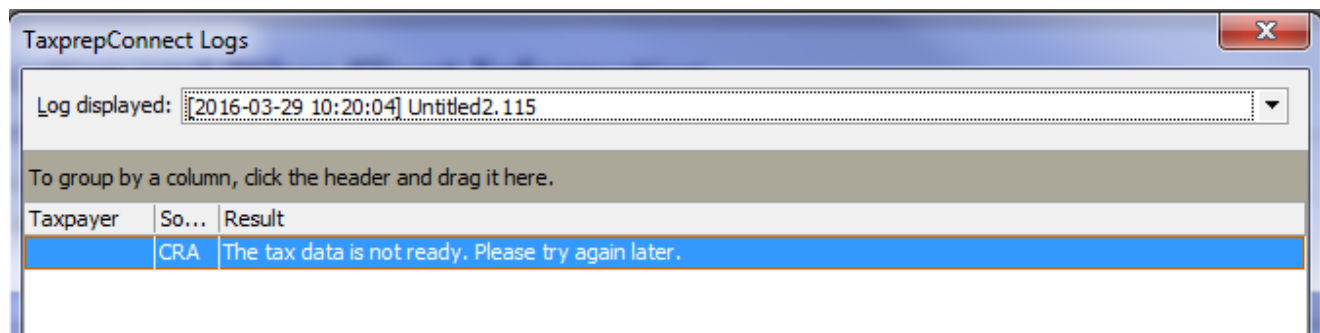 TaxprepConnect Logs
Log displayed: [2016-03-29 10:20:04] Untitled2.115
To group by a column, click the header and drag it here.
Taxpayer So... Result
CRA The tax data is not ready. Please try again later.